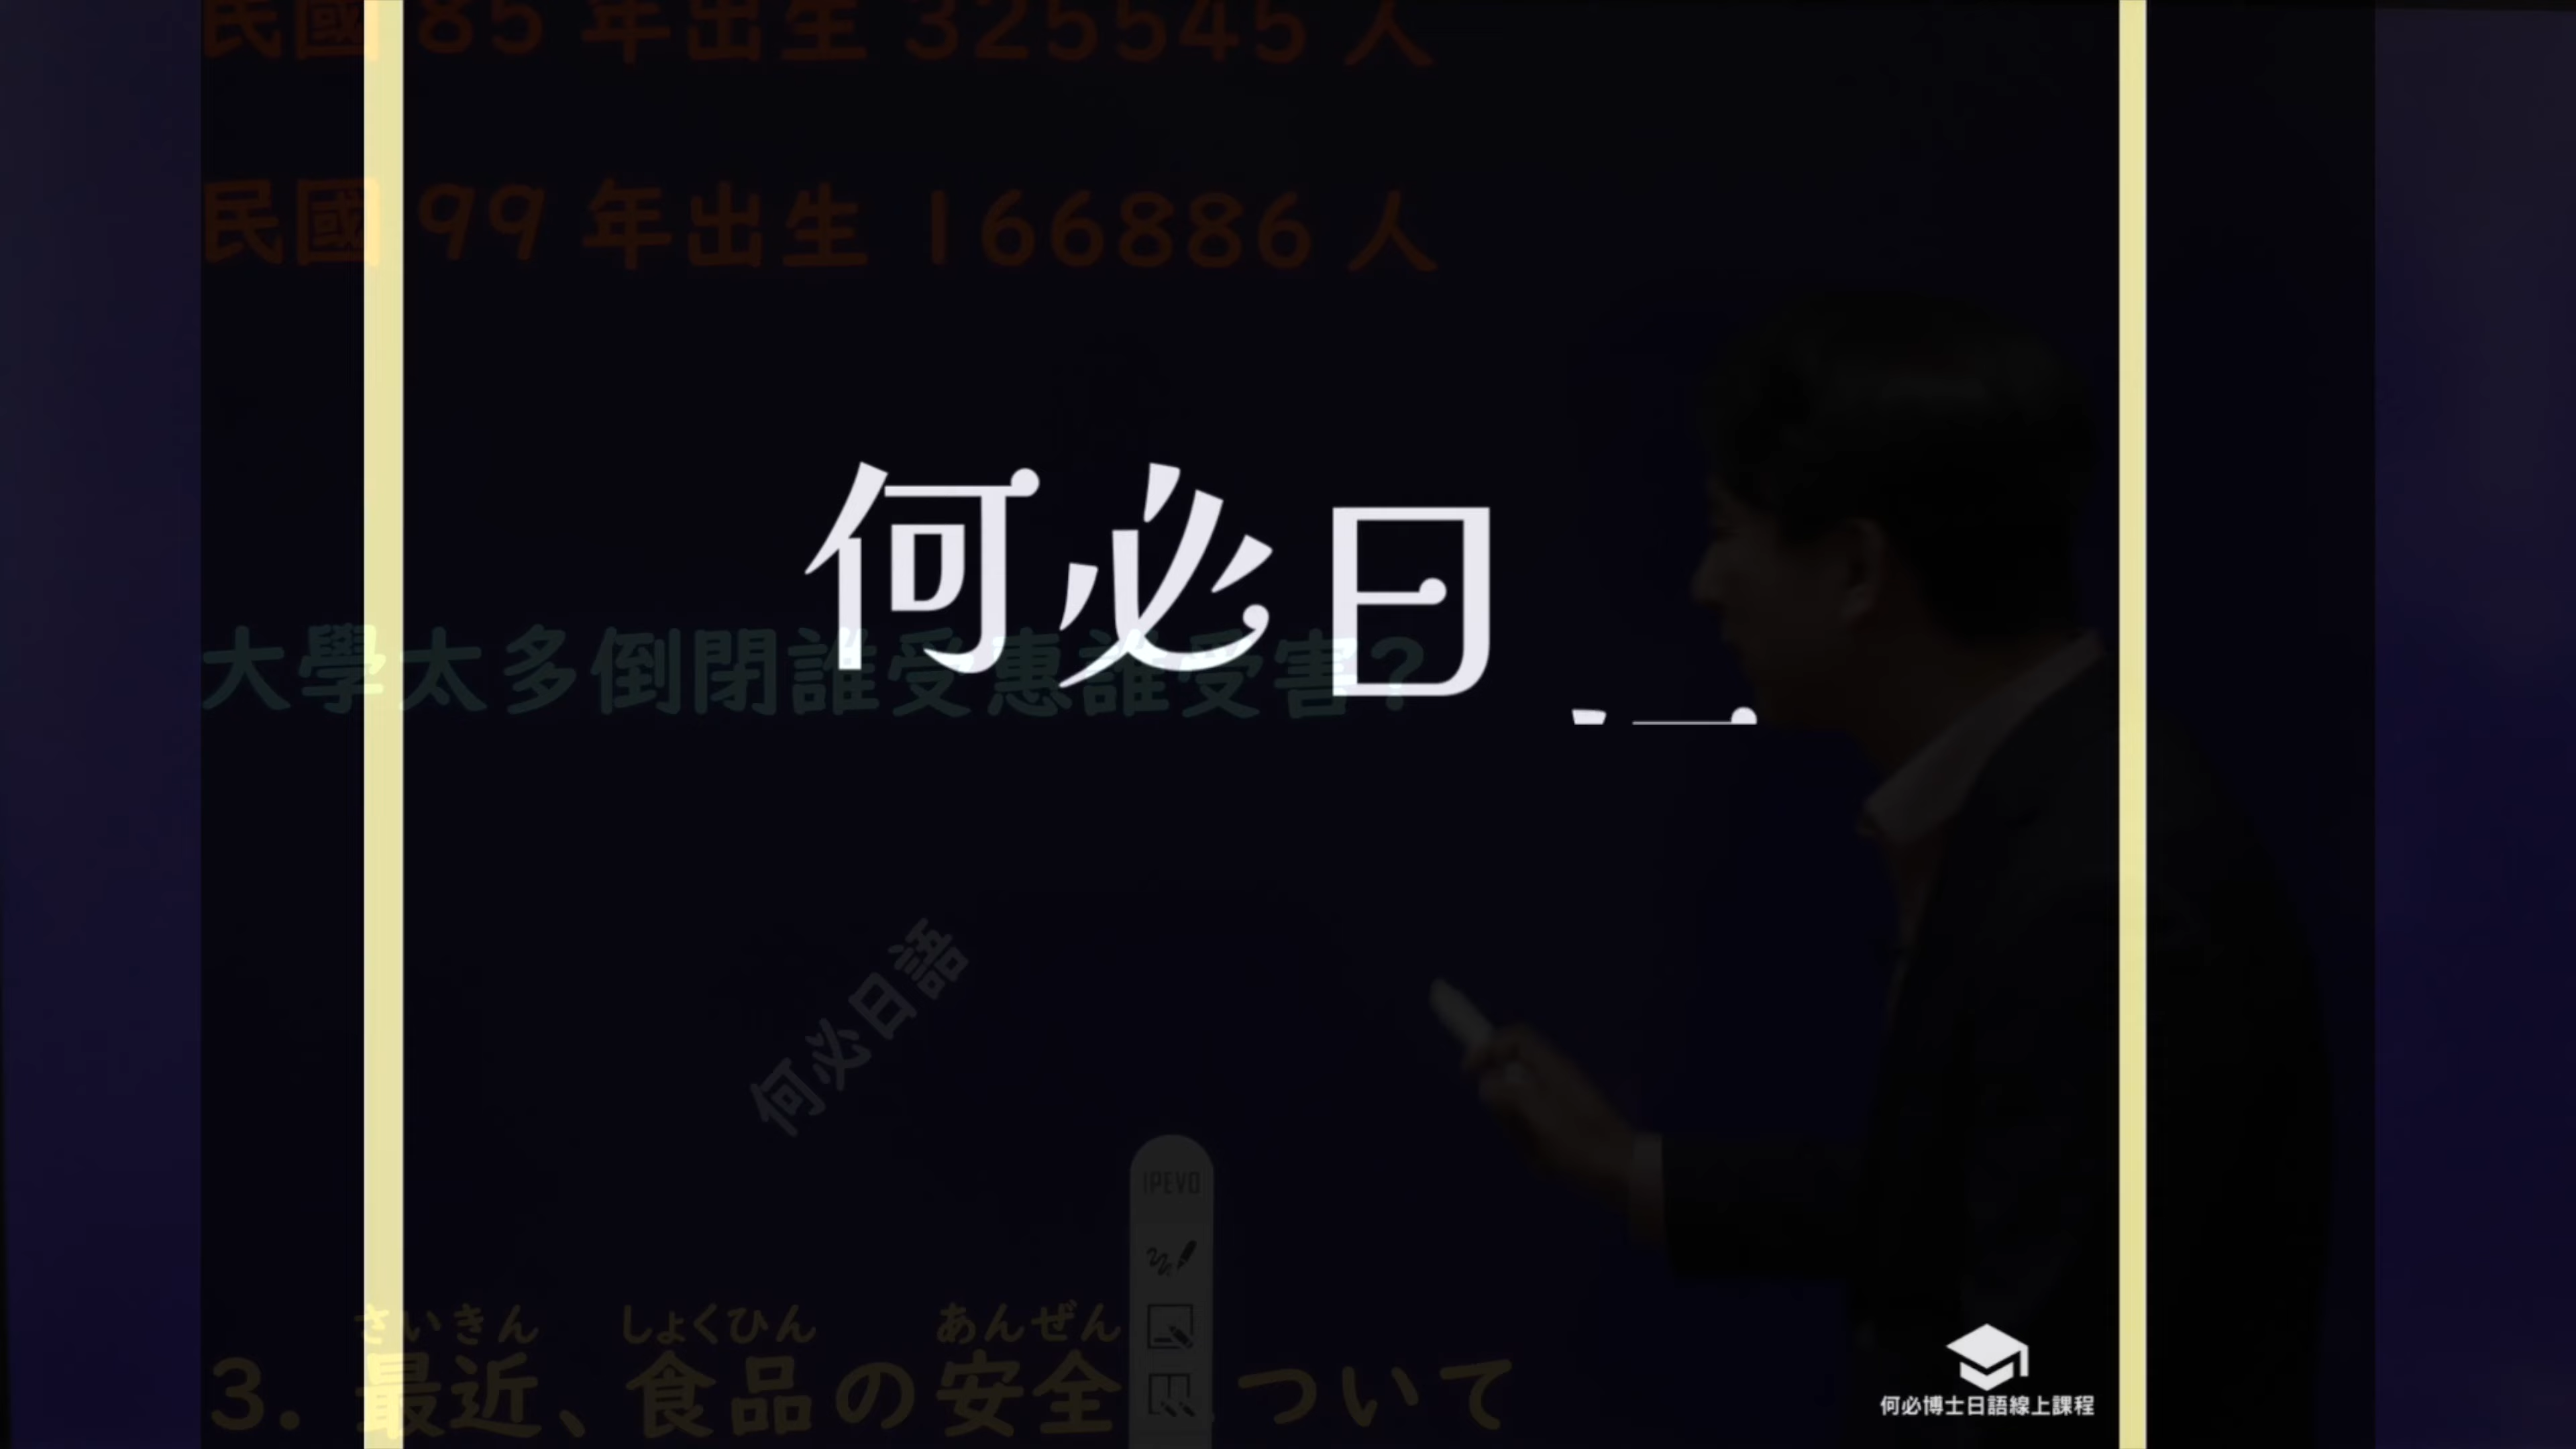 民國 85 年出生 325545 人
民國 99 年出生 166886 人
何必日
大學太多倒閉誰受惠誰受害?
何必日語
IPEVO
さいきん しょくひん あんぜん
3. 最近、食品の安全 ついて
何必博士日語線上課程